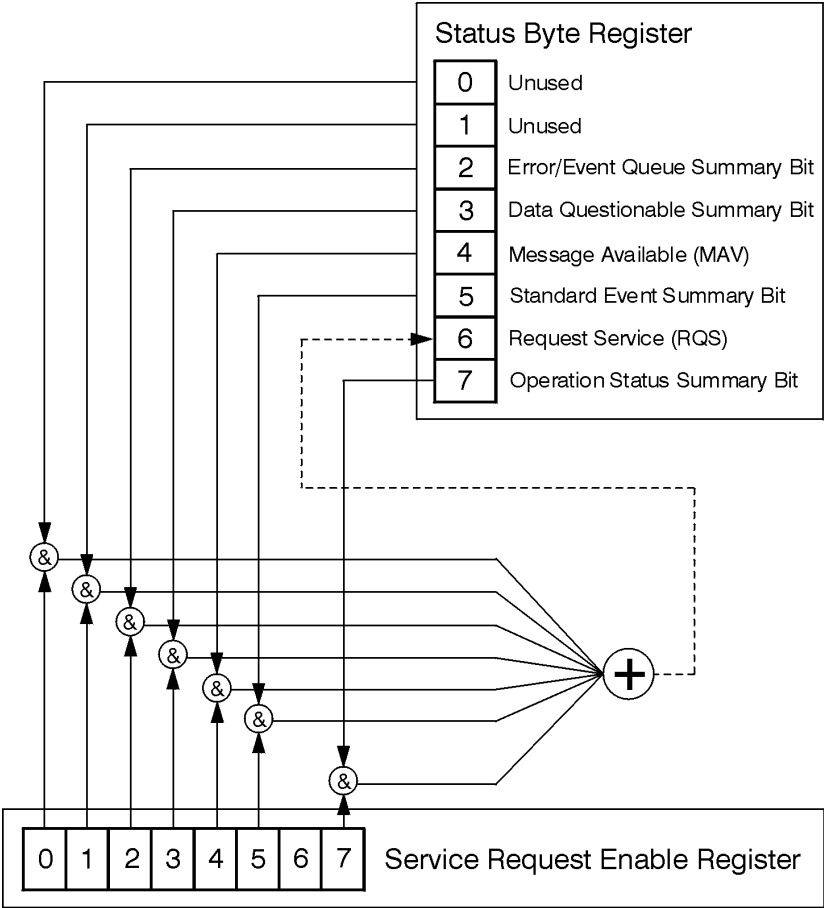 Status Byte Register
0 Unused
1 Unused
2 Error/Event Queue Summary Bit
3 Data Questionable Summary Bit
4 Message Available (MAV)
5 Standard Event Summary Bit
6 Request Service (RQS)
7 Operation Status Summary Bit
&
&
&
&
&
&
+
&
0 1 2 3 4 5 6 7 Service Request Enable Register